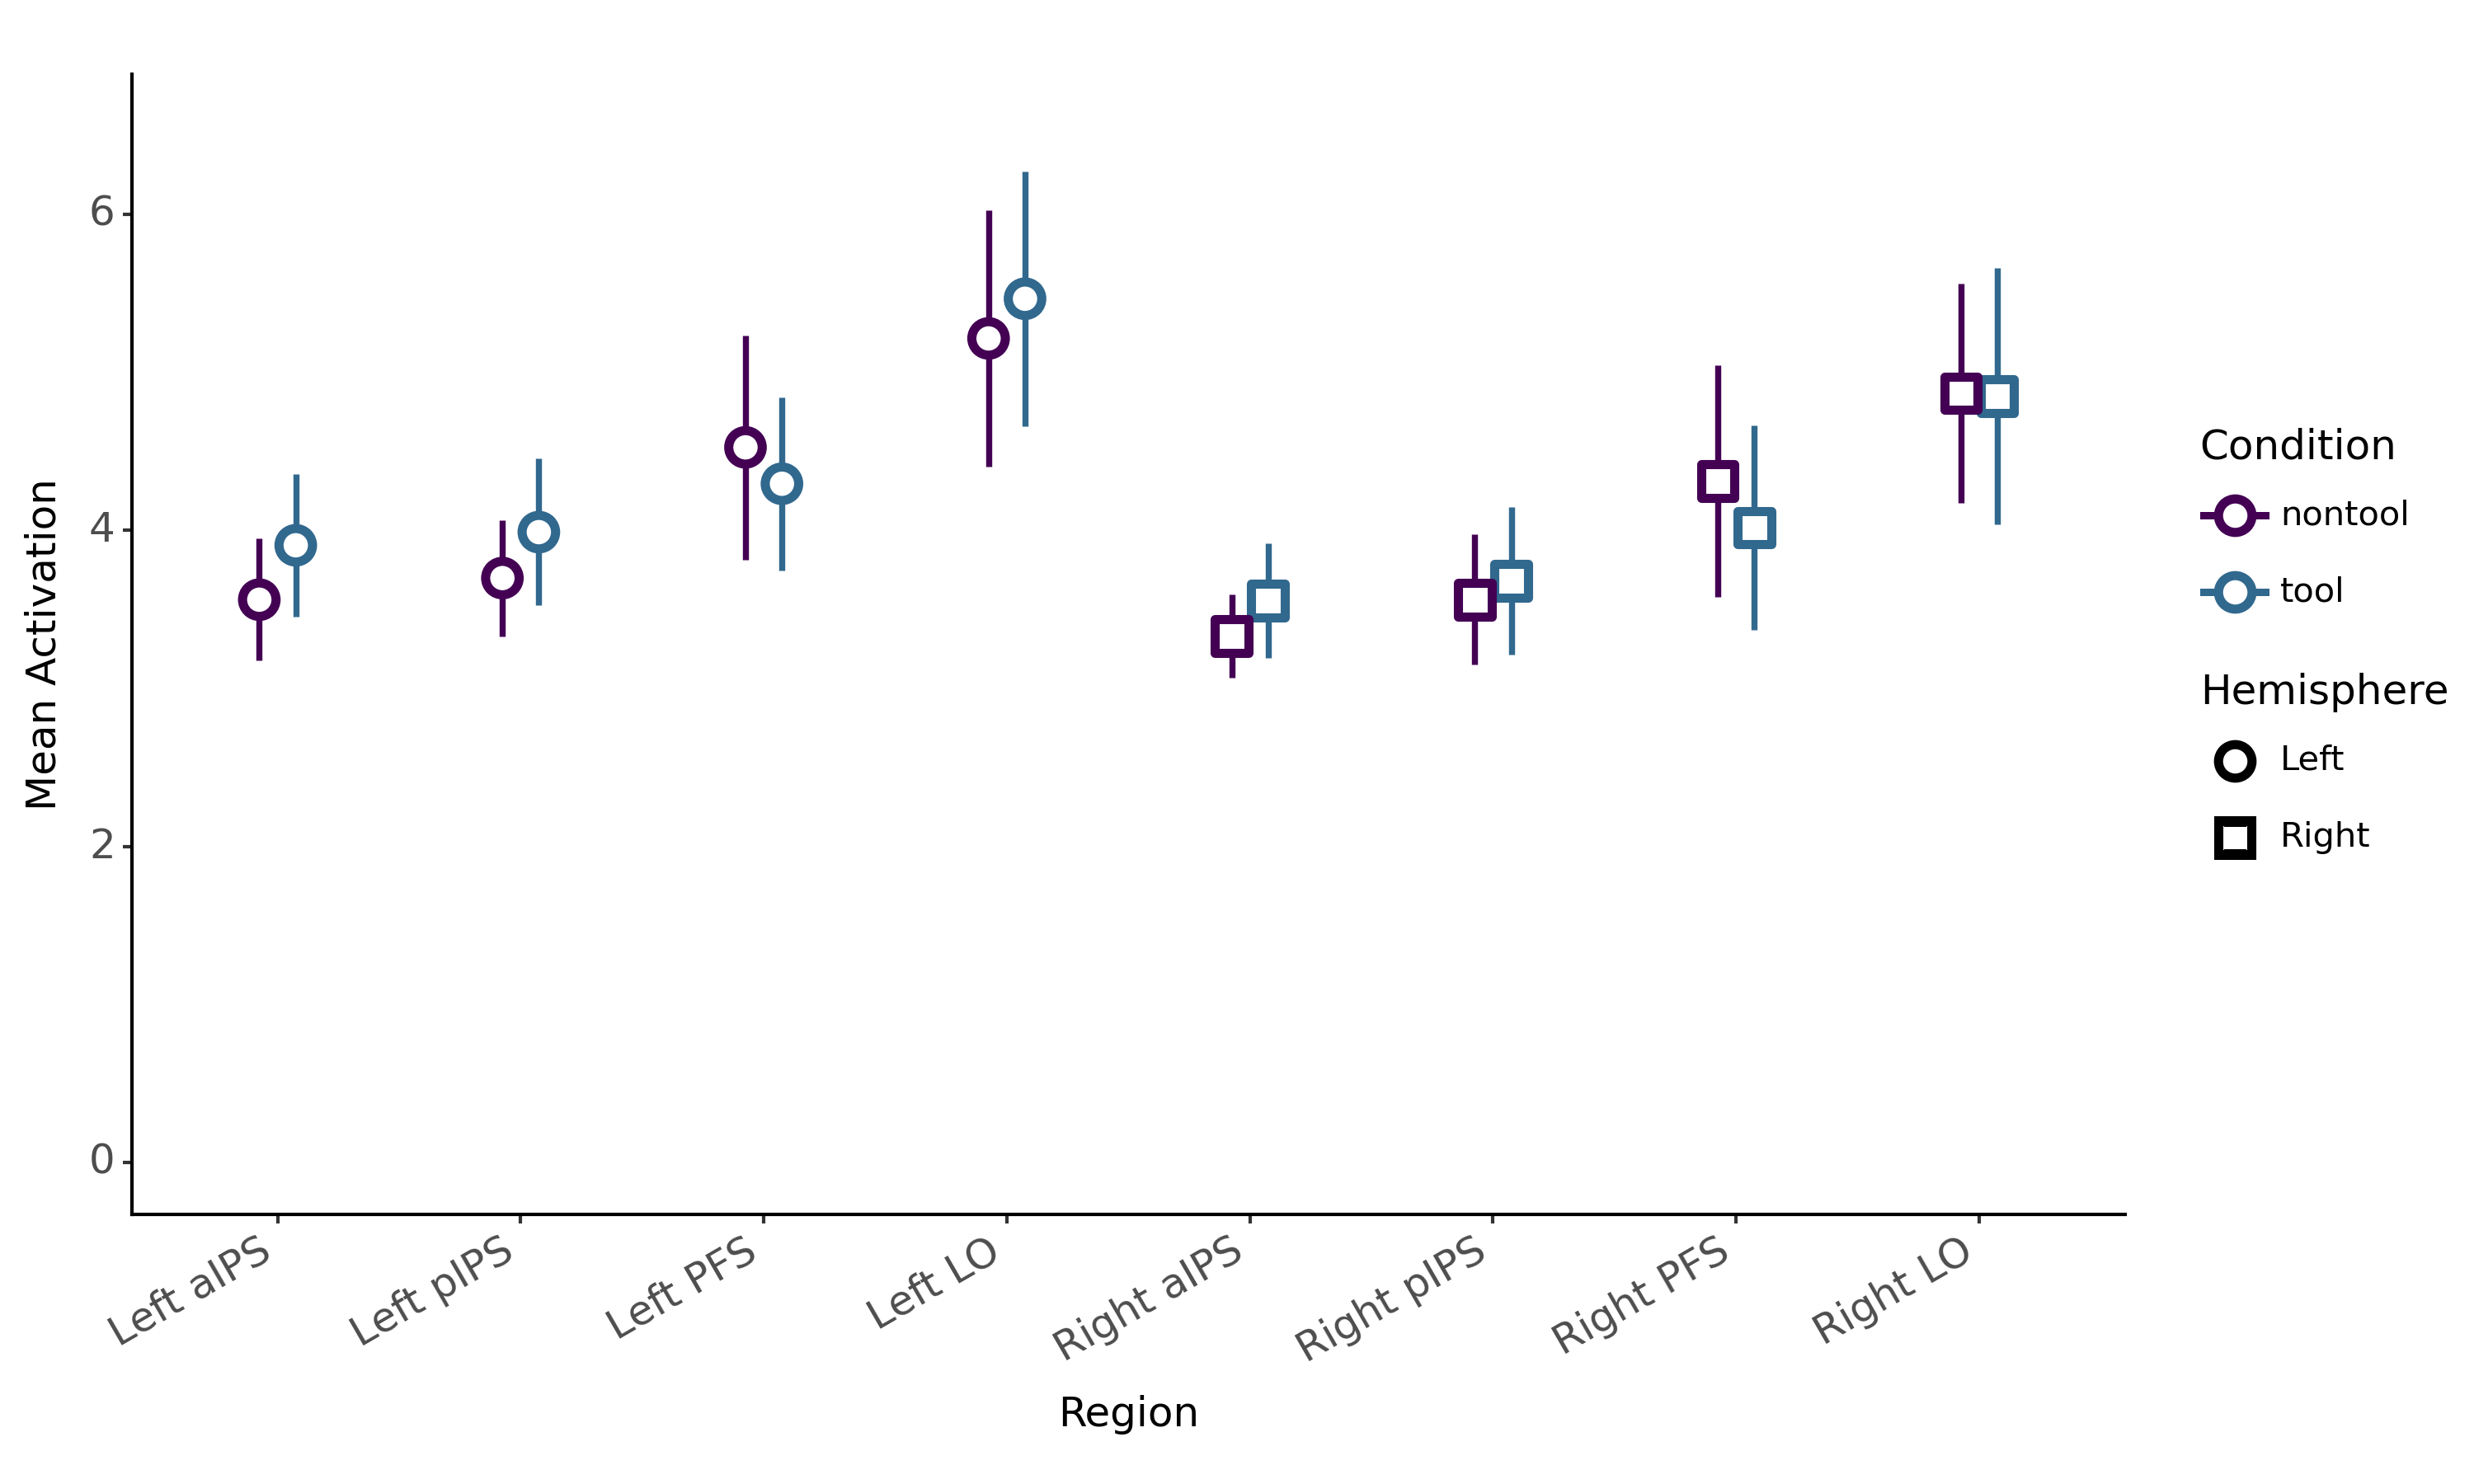 Mean Activation
6
4
2
0
Left aIPS
Left pIPS
Left PFS
Left LO
Right aIPS
Right pIPS
Right PFS
Right LO
Region
Condition
nontool
tool
Hemisphere
Left
Right